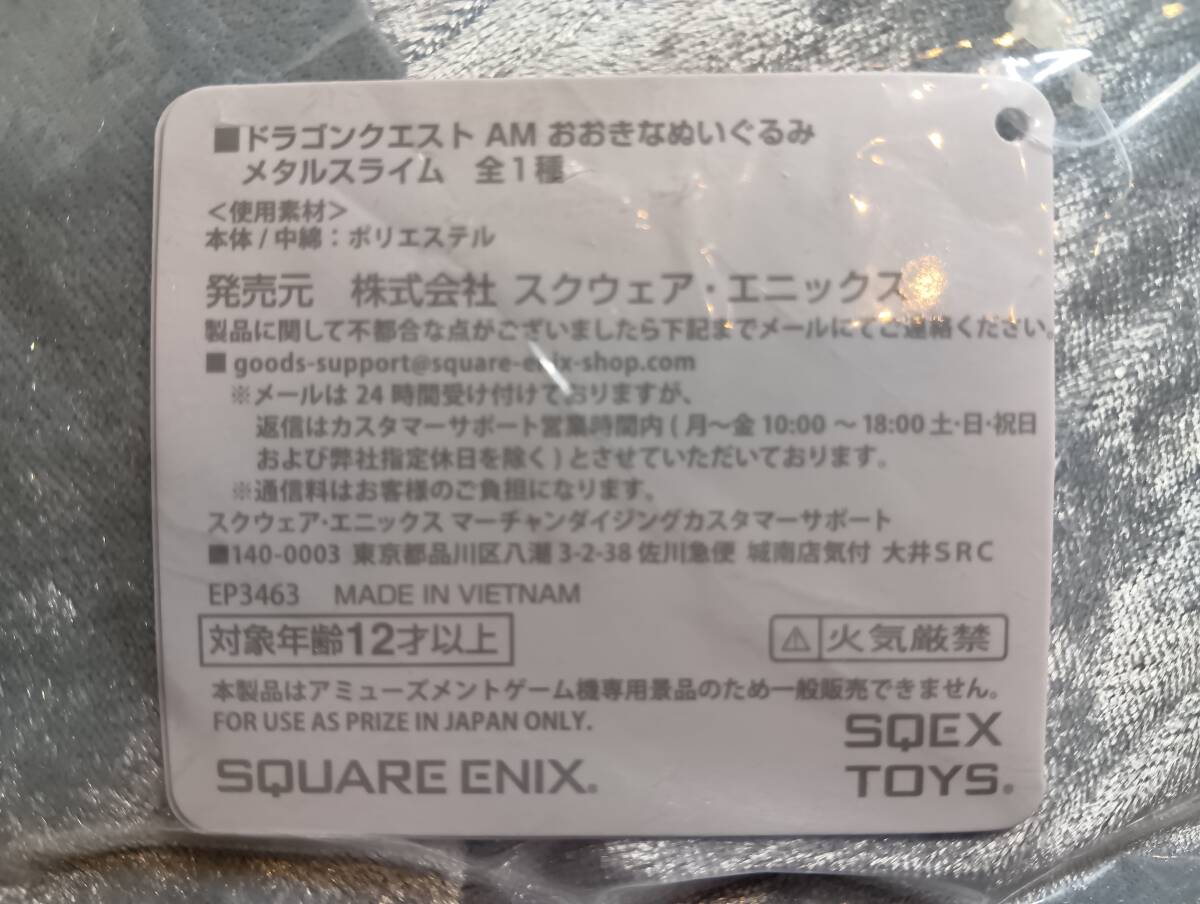 ■ドラゴンクエスト AM おおきなぬいぐるみ
メタルスライム 全1種
＜使用素材＞
本体 / 中綿：ポリエステル
発売元 株式会社 スクウェア・エニックス
製品に関して不都合な点がございましたら下記までメールにてご連絡ください。
■ goods-support@square-enix-shop.com
※メールは 24 時間受け付けておりますが、
返信はカスタマーサポート営業時間内 ( 月～金 10:00 ～ 18:00 土・日・祝日
および弊社指定休日を除く ) とさせていただいております。
※通信料はお客様のご負担になります。
スクウェア・エニックス マーチャンダイジングカスタマーサポート
■140-0003 東京都品川区八潮 3-2-38 佐川急便 城南店気付 大井SRC
EP3463 MADE IN VIETNAM
対象年齢12才以上
⚠ 火気厳禁
本製品はアミューズメントゲーム機専用景品のため一般販売できません。
FOR USE AS PRIZE IN JAPAN ONLY.
SQUARE ENIX.
SQEX
TOYS.